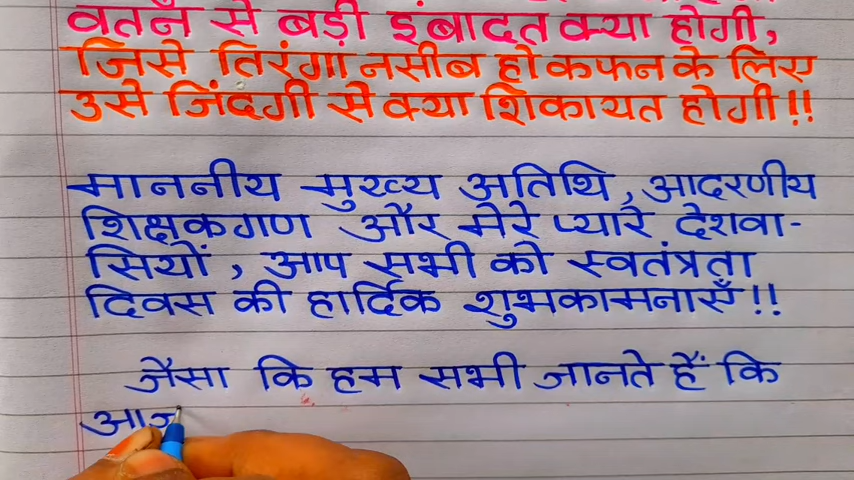 वतन से बड़ी इबादत क्या होगी,
जिसे तिरंगा नसीब हो कफन के लिए
उसे जिंदगी से क्या शिकायत होगी!!
माननीय मुख्य अतिथि, आदरणीय
शिक्षकगण और मेरे प्यारे देशवा-
सियों, आप सभी को स्वतंत्रता
दिवस की हार्दिक शुभकामनाएँ!!
जैसा कि हम सभी जानते हैं कि
आज